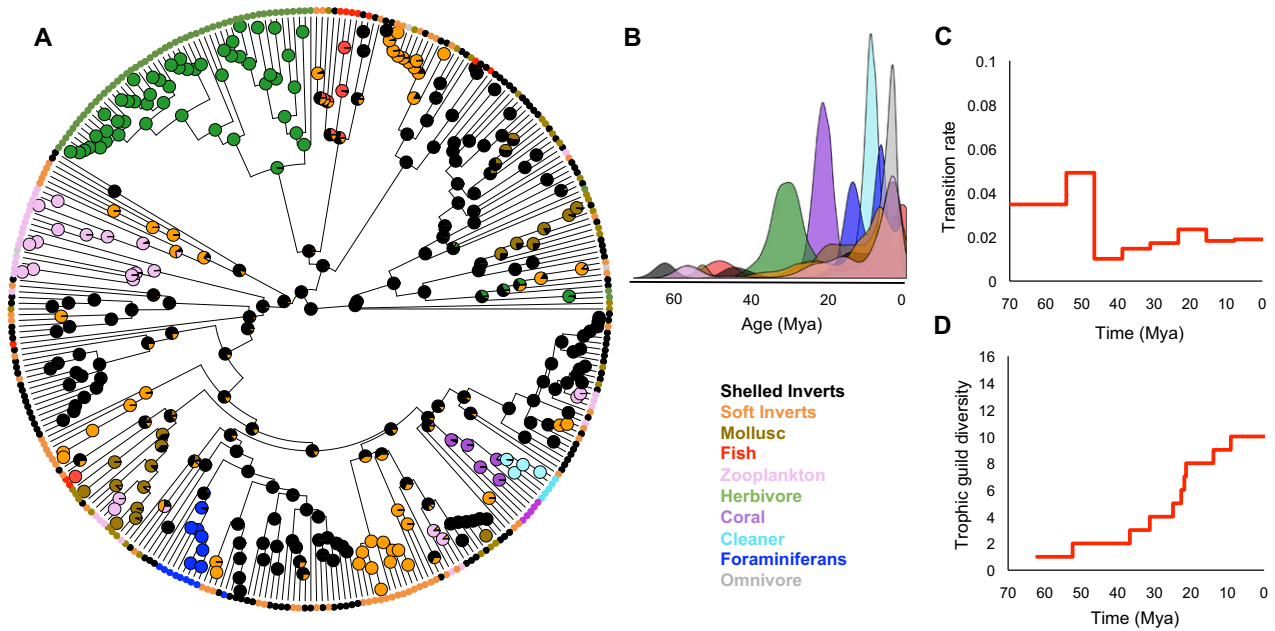 A
B
60
40
20
0
Age (Mya)
Shelled Inverts
Soft Inverts
Mollusc
Fish
Zooplankton
Herbivore
Coral
Cleaner
Foraminiferans
Omnivore
C
Transition rate
0.1
0.08
0.06
0.04
0.02
0
70 60 50 40 30 20 10 0
Time (Mya)
D
Trophic guild diversity
16
14
12
10
8
6
4
2
0
70 60 50 40 30 20 10 0
Time (Mya)